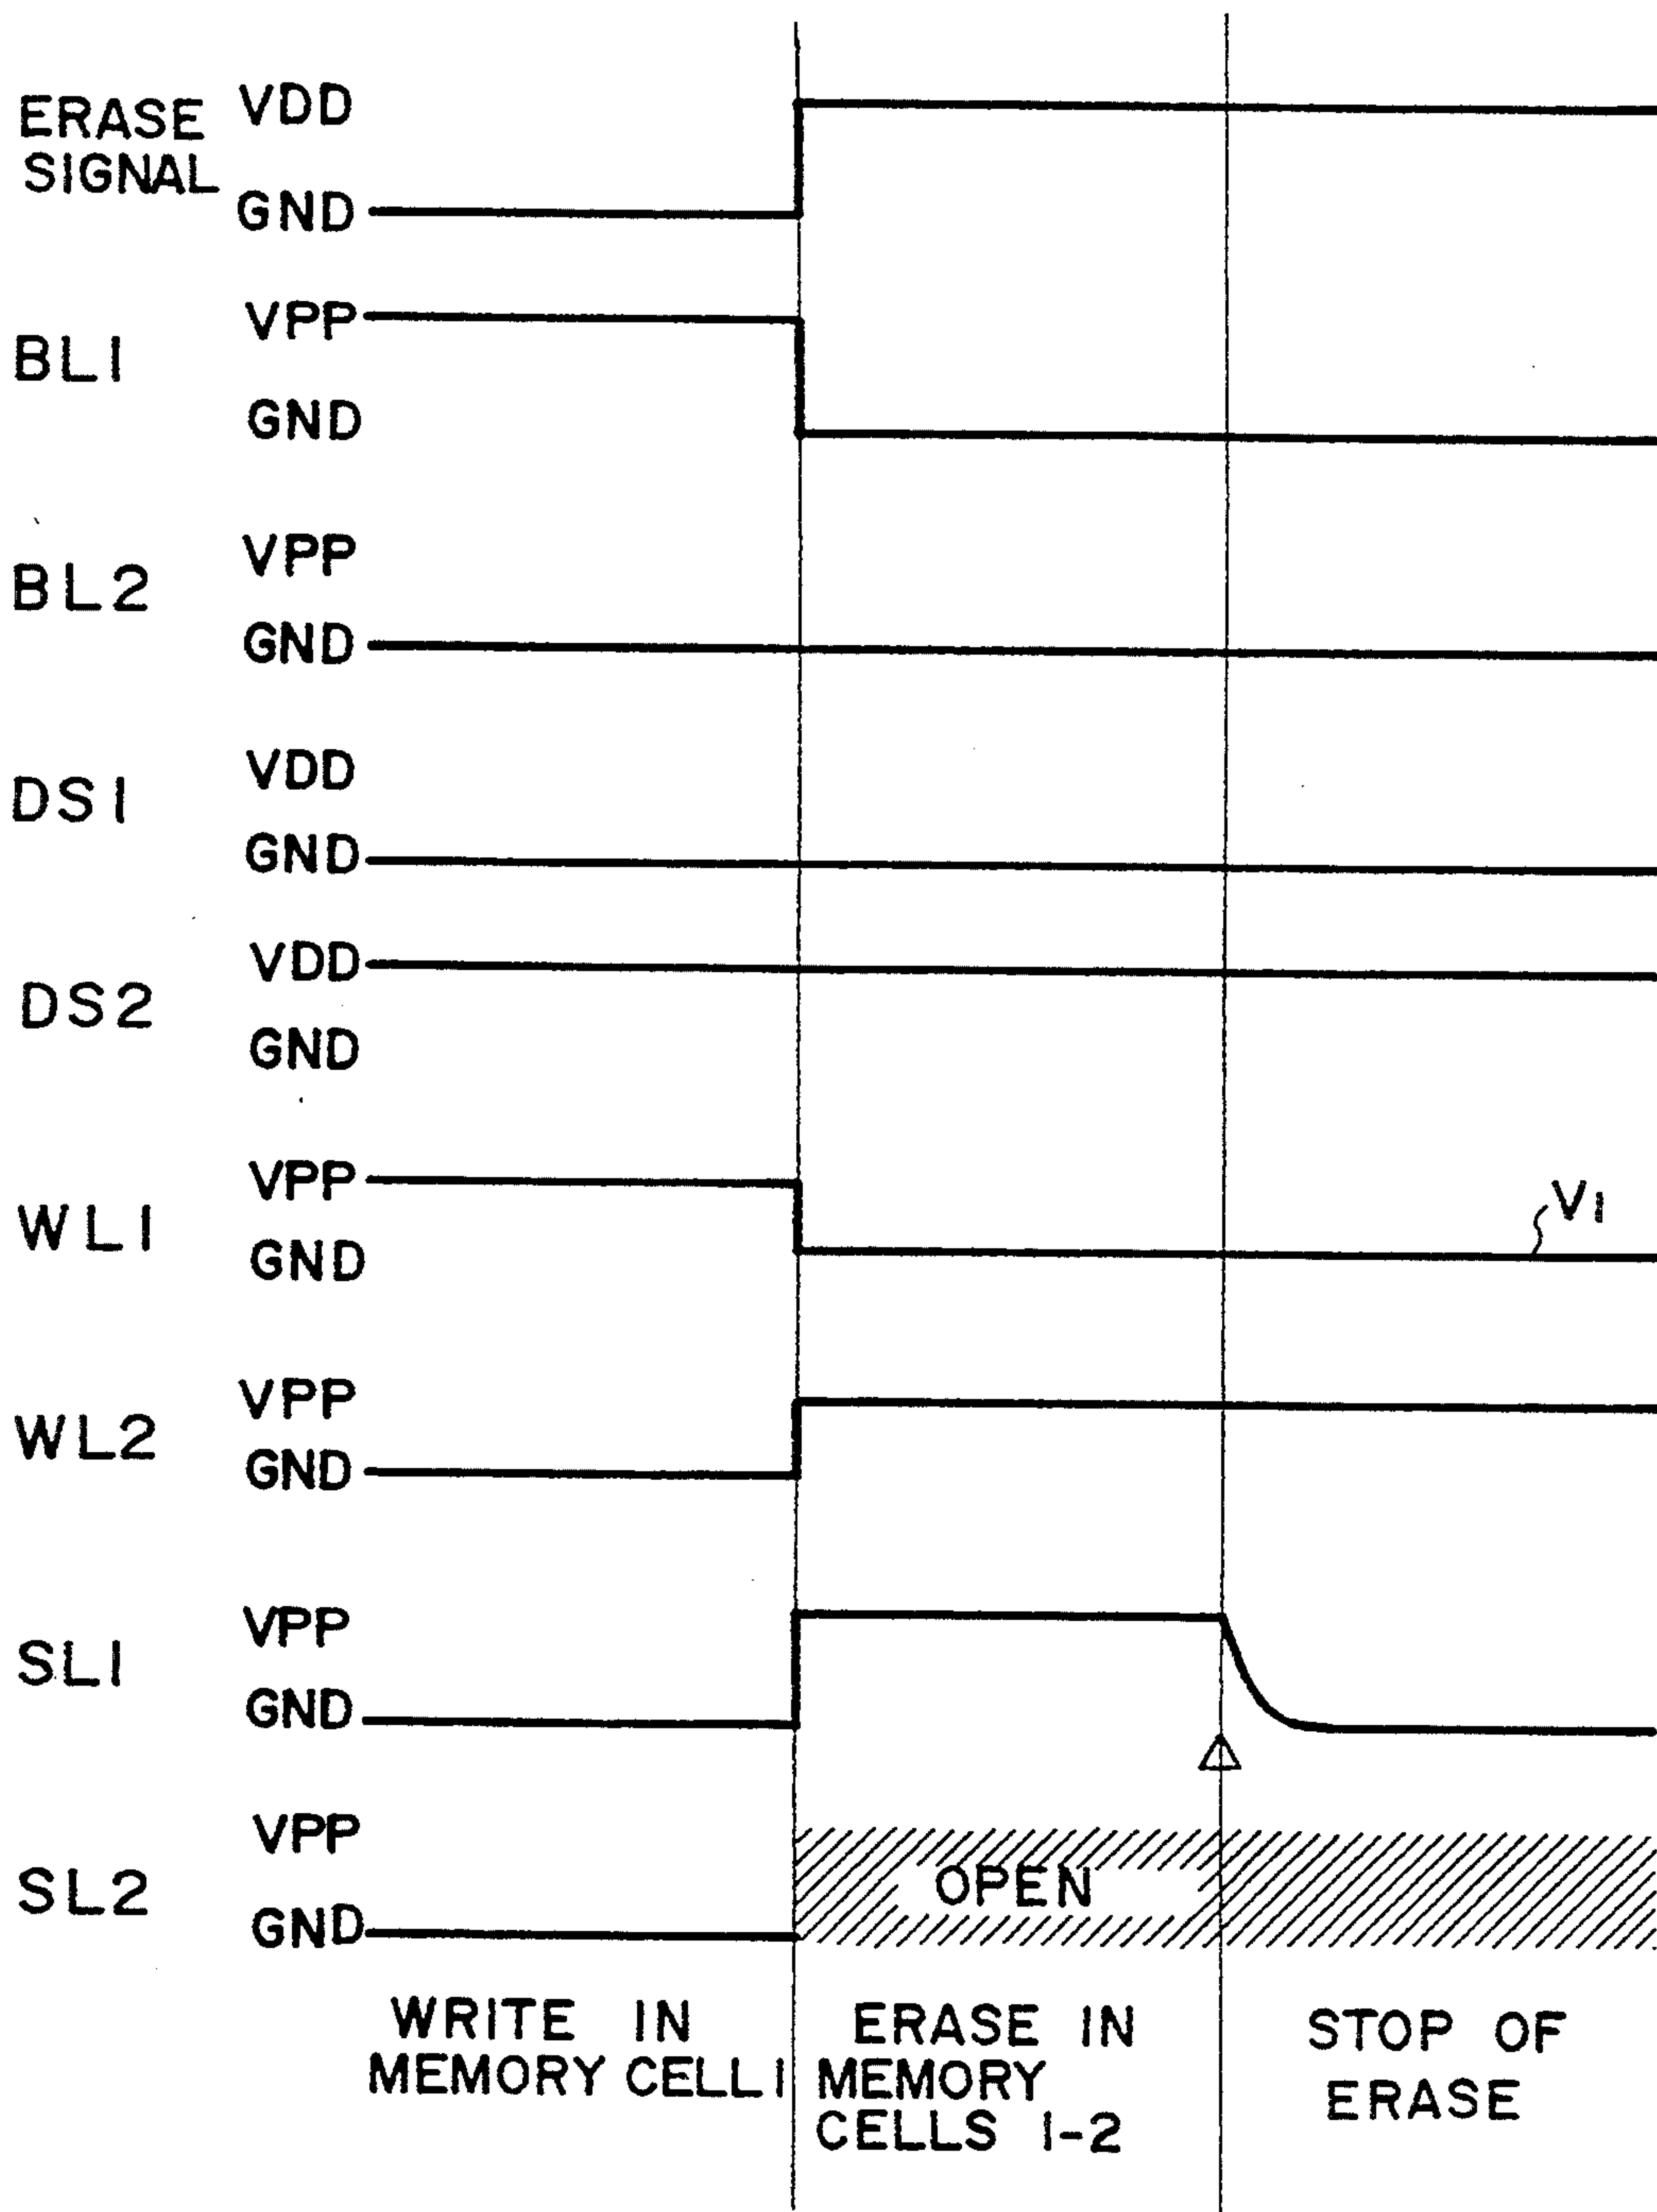 ERASE
SIGNAL
VDD
GND
BL1
VPP
GND
BL2
VPP
GND
DS1
VDD
GND
DS2
VDD
GND
WL1
VPP
GND
V1
WL2
VPP
GND
SL1
VPP
GND
SL2
VPP
GND
OPEN
WRITE IN
MEMORY CELL1
ERASE IN
MEMORY
CELLS 1-2
STOP OF
ERASE